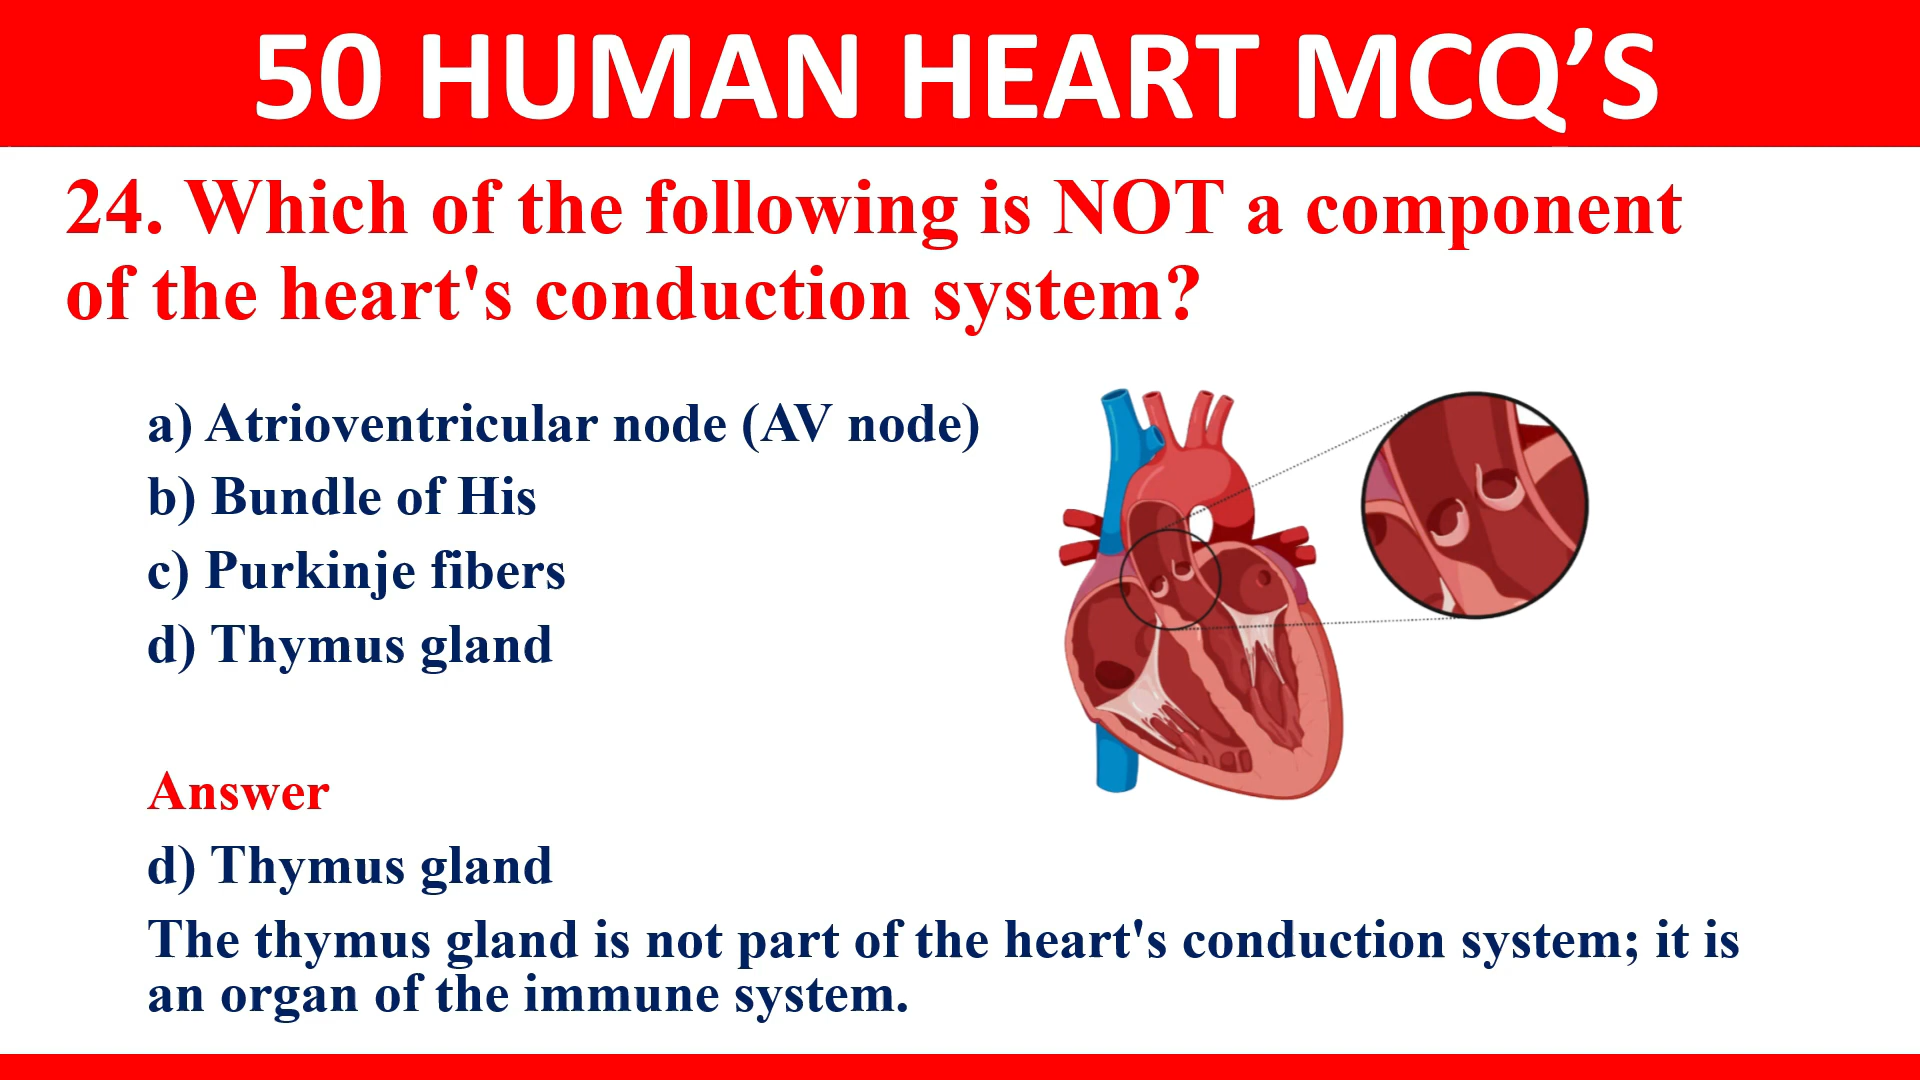 50 HUMAN HEART MCQ’S
24. Which of the following is NOT a component
of the heart's conduction system?
a) Atrioventricular node (AV node)
b) Bundle of His
c) Purkinje fibers
d) Thymus gland
Answer
d) Thymus gland
The thymus gland is not part of the heart's conduction system; it is
an organ of the immune system.